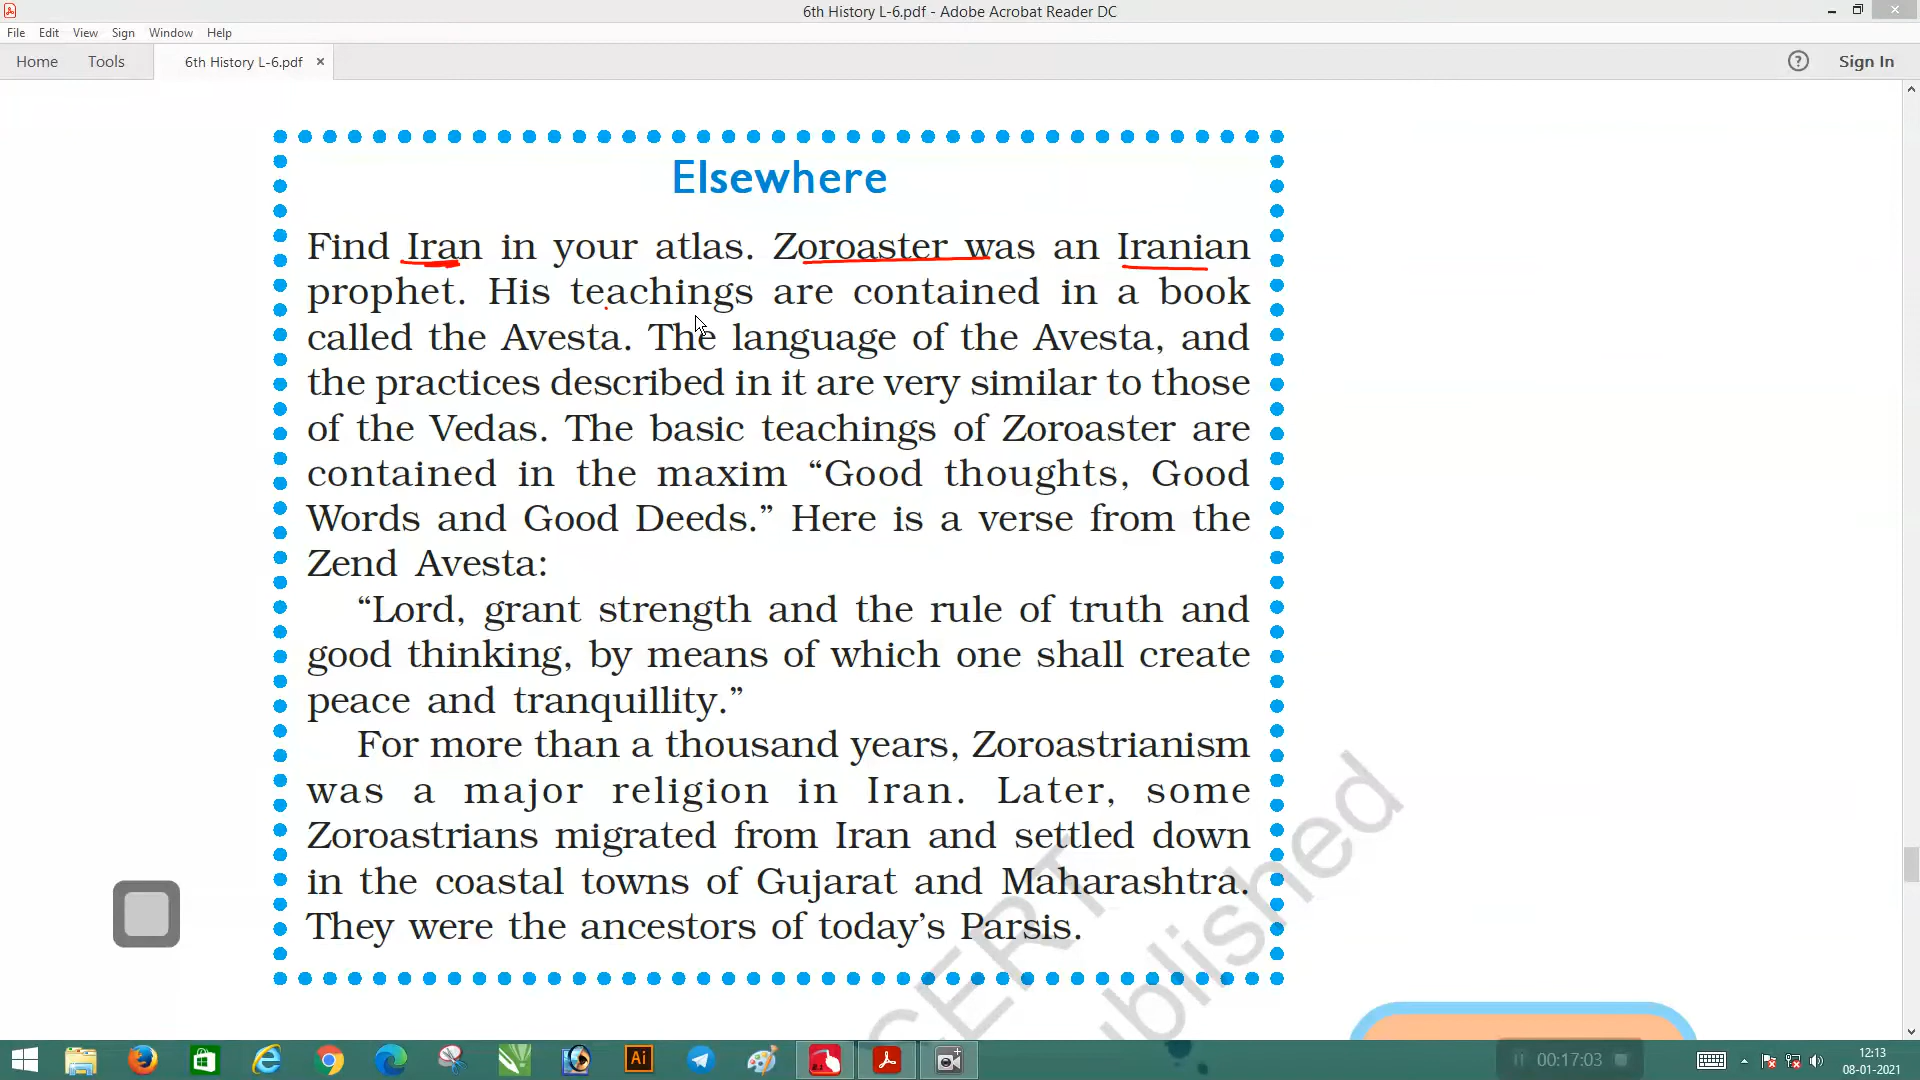 6th History L-6.pdf - Adobe Acrobat Reader DC
File Edit View Sign Window Help
Home Tools 6th History L-6.pdf × ? Sign In
Elsewhere
Find Iran in your atlas. Zoroaster was an Iranian
prophet. His teachings are contained in a book
called the Avesta. The language of the Avesta, and
the practices described in it are very similar to those
of the Vedas. The basic teachings of Zoroaster are
contained in the maxim “Good thoughts, Good
Words and Good Deeds.” Here is a verse from the
Zend Avesta:
“Lord, grant strength and the rule of truth and
good thinking, by means of which one shall create
peace and tranquillity.”
For more than a thousand years, Zoroastrianism
was a major religion in Iran. Later, some
Zoroastrians migrated from Iran and settled down
in the coastal towns of Gujarat and Maharashtra.
They were the ancestors of today’s Parsis.
Ai
00:17:03
12:13
08-01-2021